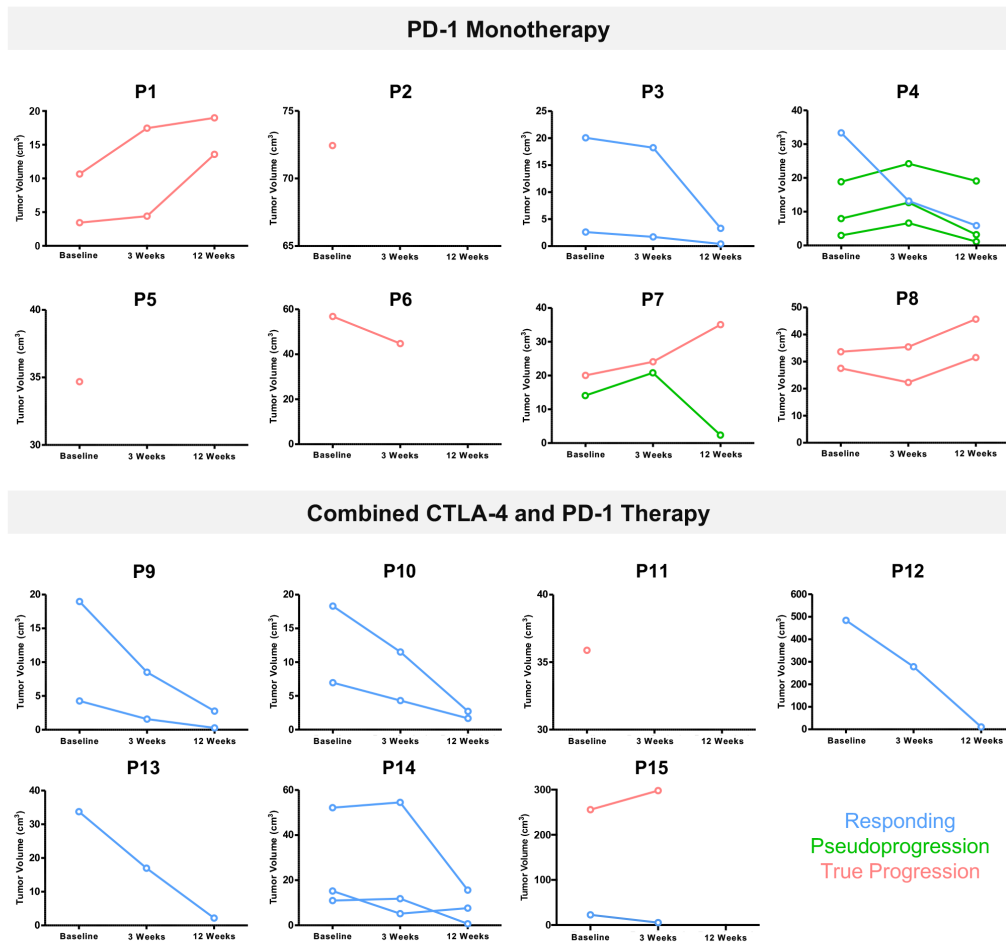 PD-1 Monotherapy
P1
Tumor Volume (cm³)
20
15
10
5
0
Baseline 3 Weeks 12 Weeks
P2
Tumor Volume (cm³)
75
70
65
Baseline 3 Weeks 12 Weeks
P3
Tumor Volume (cm³)
25
20
15
10
5
0
Baseline 3 Weeks 12 Weeks
P4
Tumor Volume (cm³)
40
30
20
10
0
Baseline 3 Weeks 12 Weeks
P5
Tumor Volume (cm³)
40
35
30
Baseline 3 Weeks 12 Weeks
P6
Tumor Volume (cm³)
60
40
20
0
Baseline 3 Weeks 12 Weeks
P7
Tumor Volume (cm³)
40
30
20
10
0
Baseline 3 Weeks 12 Weeks
P8
Tumor Volume (cm³)
50
40
30
20
10
0
Baseline 3 Weeks 12 Weeks
Combined CTLA-4 and PD-1 Therapy
P9
Tumor Volume (cm³)
20
15
10
5
0
Baseline 3 Weeks 12 Weeks
P10
Tumor Volume (cm³)
20
15
10
5
0
Baseline 3 Weeks 12 Weeks
P11
Tumor Volume (cm³)
40
35
30
Baseline 3 Weeks 12 Weeks
P12
Tumor Volume (cm³)
600
500
400
300
200
100
0
Baseline 3 Weeks 12 Weeks
P13
Tumor Volume (cm³)
40
30
20
10
0
Baseline 3 Weeks 12 Weeks
P14
Tumor Volume (cm³)
60
40
20
0
Baseline 3 Weeks 12 Weeks
P15
Tumor Volume (cm³)
300
200
100
0
Baseline 3 Weeks 12 Weeks
Responding
Pseudoprogression
True Progression